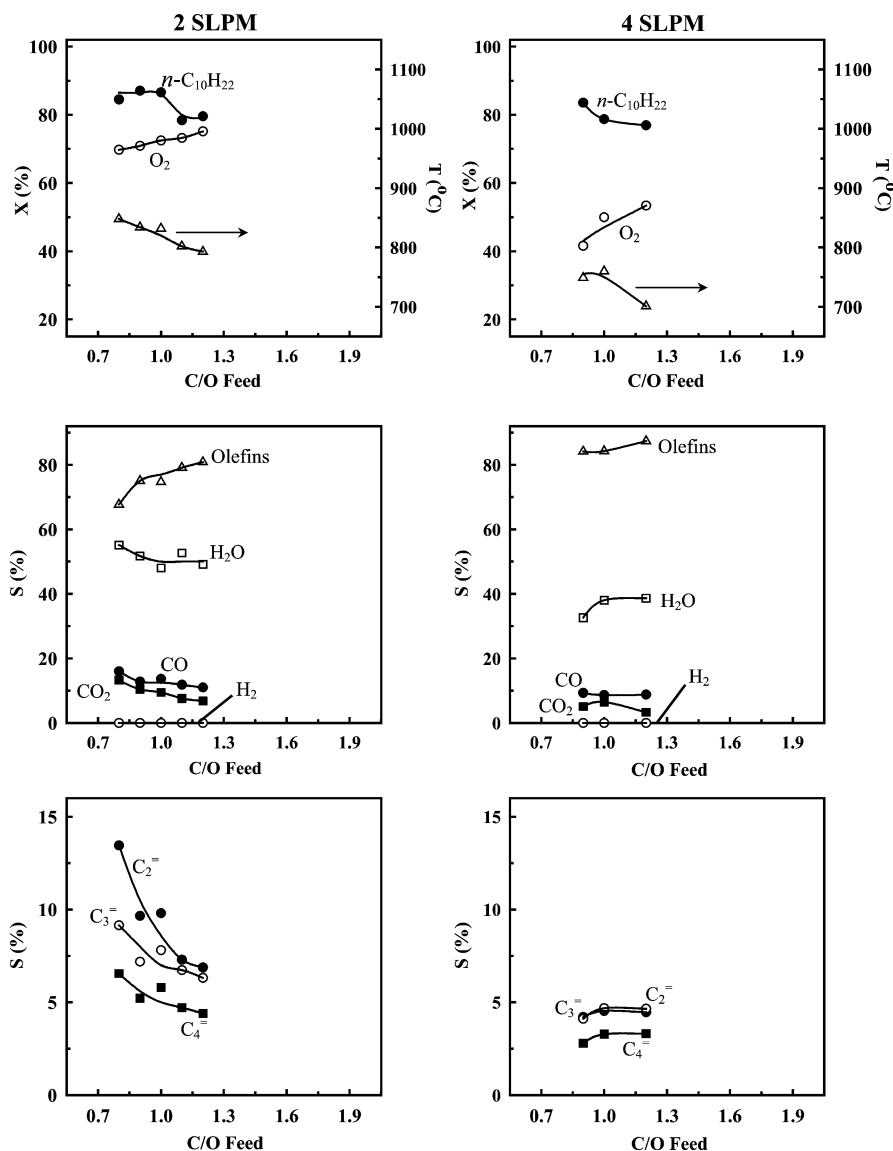 2 SLPM
4 SLPM
100
80
60
40
20
X (%)
1100
1000
900
800
700
T (⁰C)
n-C₁₀H₂₂
O₂
0.7 1.0 1.3 1.6 1.9
C/O Feed
100
80
60
40
20
X (%)
1100
1000
900
800
700
T (⁰C)
n-C₁₀H₂₂
O₂
0.7 1.0 1.3 1.6 1.9
C/O Feed
80
60
40
20
0
S (%)
Olefins
H₂O
CO
CO₂
H₂
0.7 1.0 1.3 1.6 1.9
C/O Feed
80
60
40
20
0
S (%)
Olefins
H₂O
CO
CO₂
H₂
0.7 1.0 1.3 1.6 1.9
C/O Feed
15
10
5
0
S (%)
C₂⁼
C₃⁼
C₄⁼
0.7 1.0 1.3 1.6 1.9
C/O Feed
15
10
5
0
S (%)
C₃⁼
C₂⁼
C₄⁼
0.7 1.0 1.3 1.6 1.9
C/O Feed